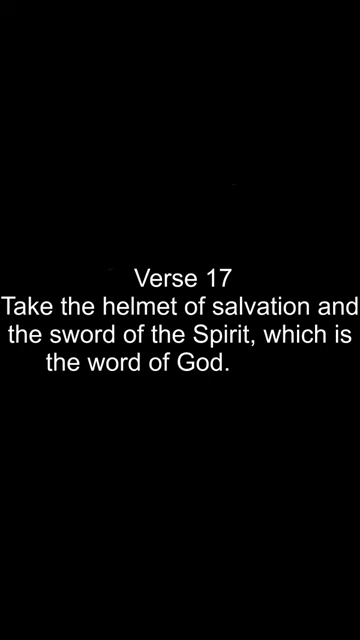 Verse 17
Take the helmet of salvation and
the sword of the Spirit, which is
the word of God.